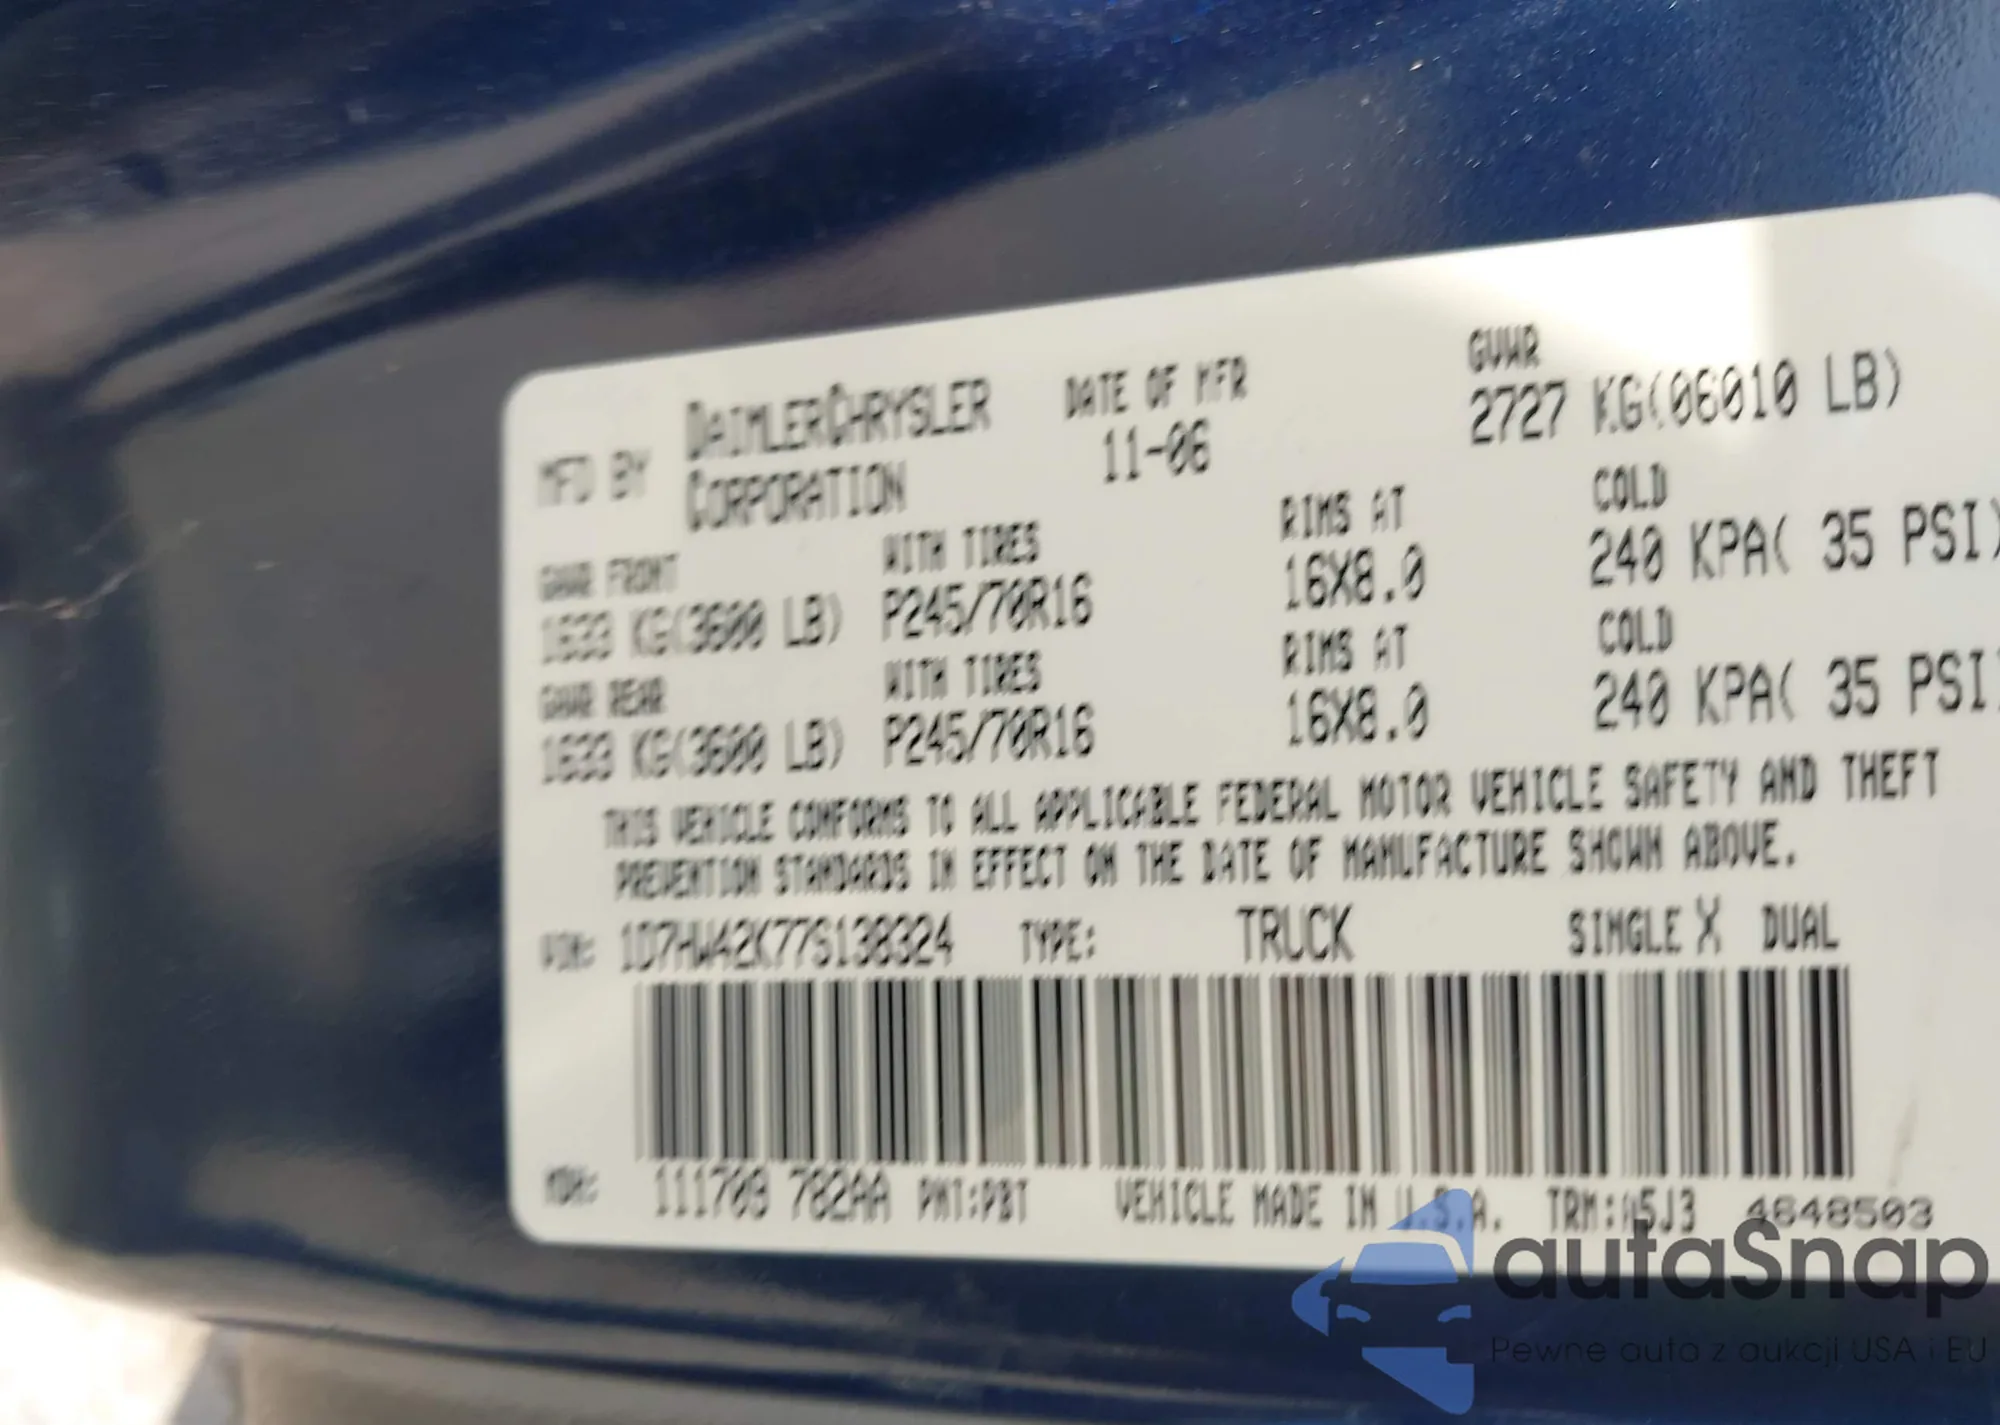 MFD BY DAIMLERCHRYSLER CORPORATION DATE OF MFR 11-06 GVWR 2727 KG(06010 LB)
GAWR FRONT WITH TIRES RIMS AT COLD
1633 KG(3600 LB) P245/70R16 16X8.0 240 KPA( 35 PSI)
GAWR REAR WITH TIRES RIMS AT COLD
1633 KG(3600 LB) P245/70R16 16X8.0 240 KPA( 35 PSI)
THIS VEHICLE CONFORMS TO ALL APPLICABLE FEDERAL MOTOR VEHICLE SAFETY AND THEFT
PREVENTION STANDARDS IN EFFECT ON THE DATE OF MANUFACTURE SHOWN ABOVE.
VIN: 1D7HW42K77S138324 TYPE: TRUCK SINGLE X DUAL
MDH: 111709 782AA PNT:PBT VEHICLE MADE IN U.S.A. TRM: 4648503
autaSnap
Pewne auta z aukcji USA i EU